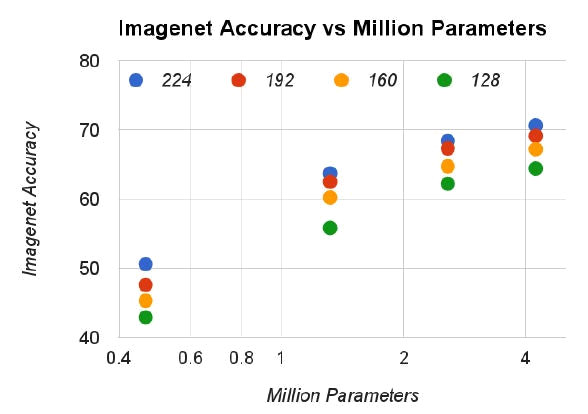 Imagenet Accuracy vs Million Parameters
80
224 192 160 128
70
Imagenet Accuracy
60
50
40
0.4 0.6 0.8 1 2 4
Million Parameters